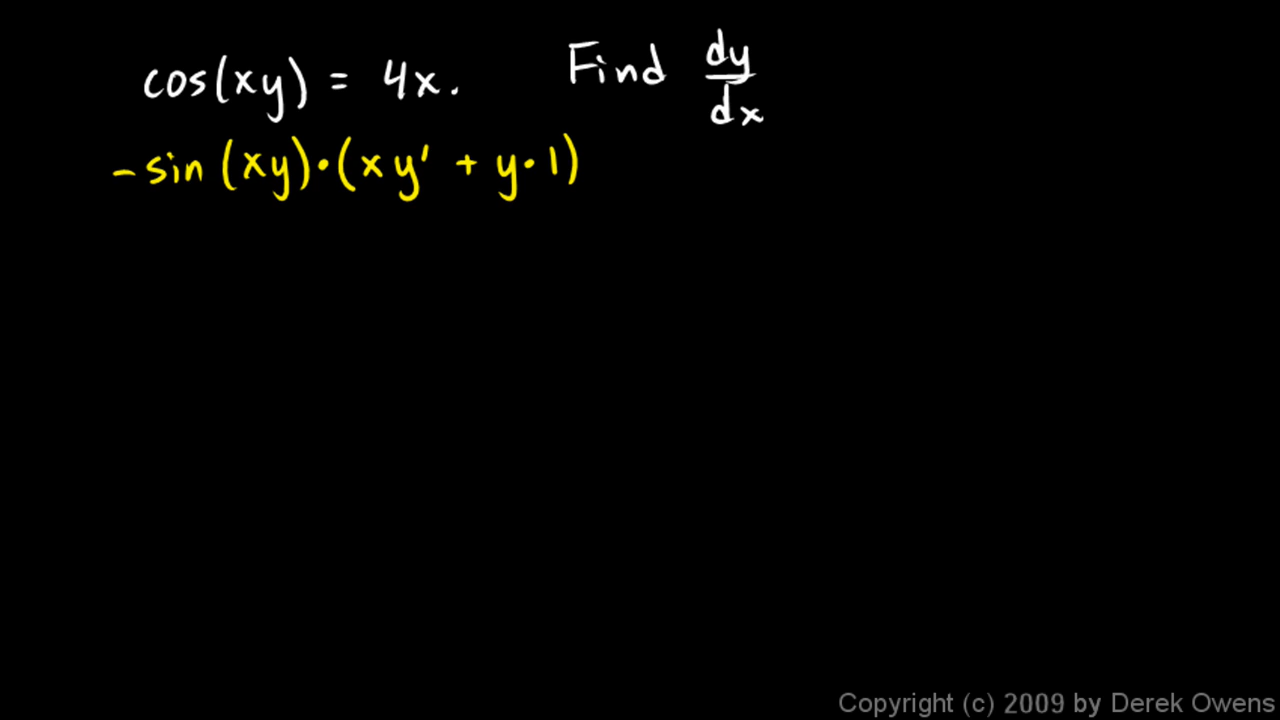 cos(xy) = 4x. Find dy/dx
-sin(xy)·(xy' + y·1)
Copyright (c) 2009 by Derek Owens